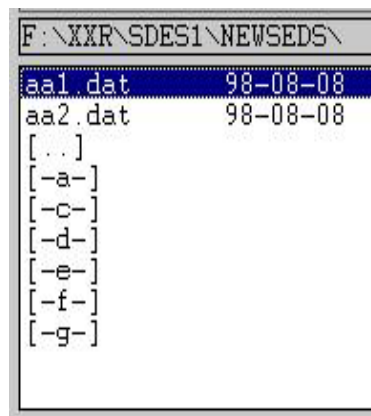 F:\XXR\SDES1\NEWSEDS\
aa1.dat 98-08-08
aa2.dat 98-08-08
[..]
[-a-]
[-c-]
[-d-]
[-e-]
[-f-]
[-g-]